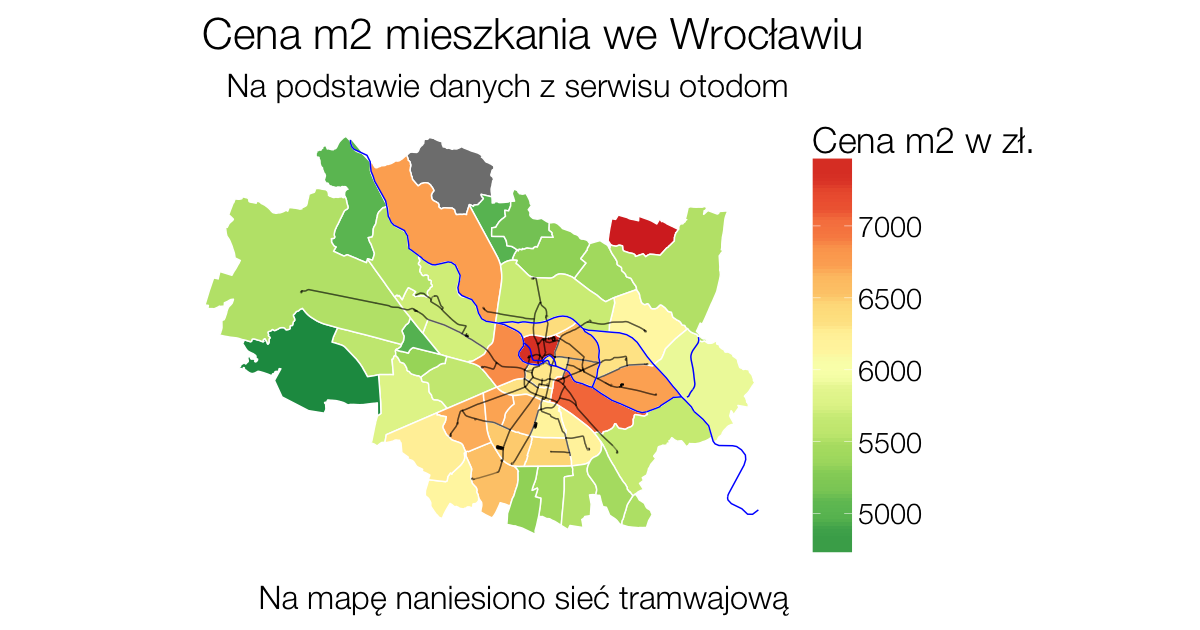 Cena m2 mieszkania we Wrocławiu
Na podstawie danych z serwisu otodom
Cena m2 w zł.
7000
6500
6000
5500
5000
Na mapę naniesiono sieć tramwajową